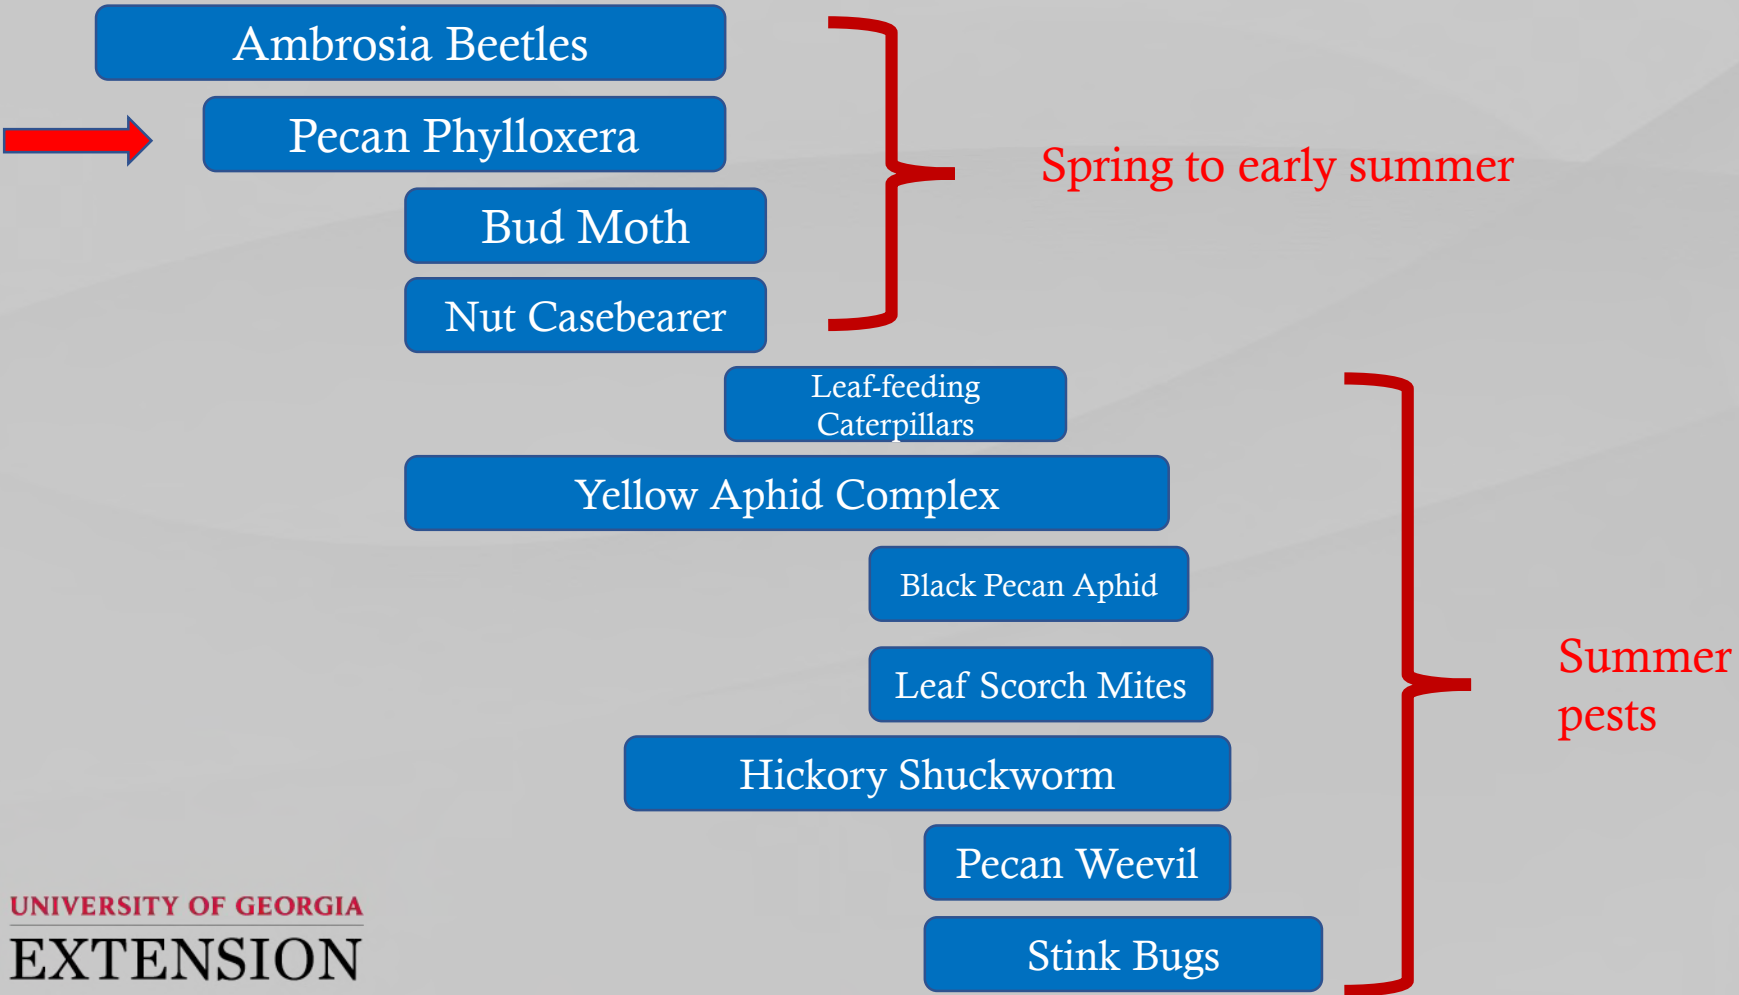 Ambrosia Beetles
Pecan Phylloxera
Spring to early summer
Bud Moth
Nut Casebearer
Leaf-feeding
Caterpillars
Yellow Aphid Complex
Black Pecan Aphid
Leaf Scorch Mites
Summer
pests
Hickory Shuckworm
Pecan Weevil
Stink Bugs
UNIVERSITY OF GEORGIA
EXTENSION